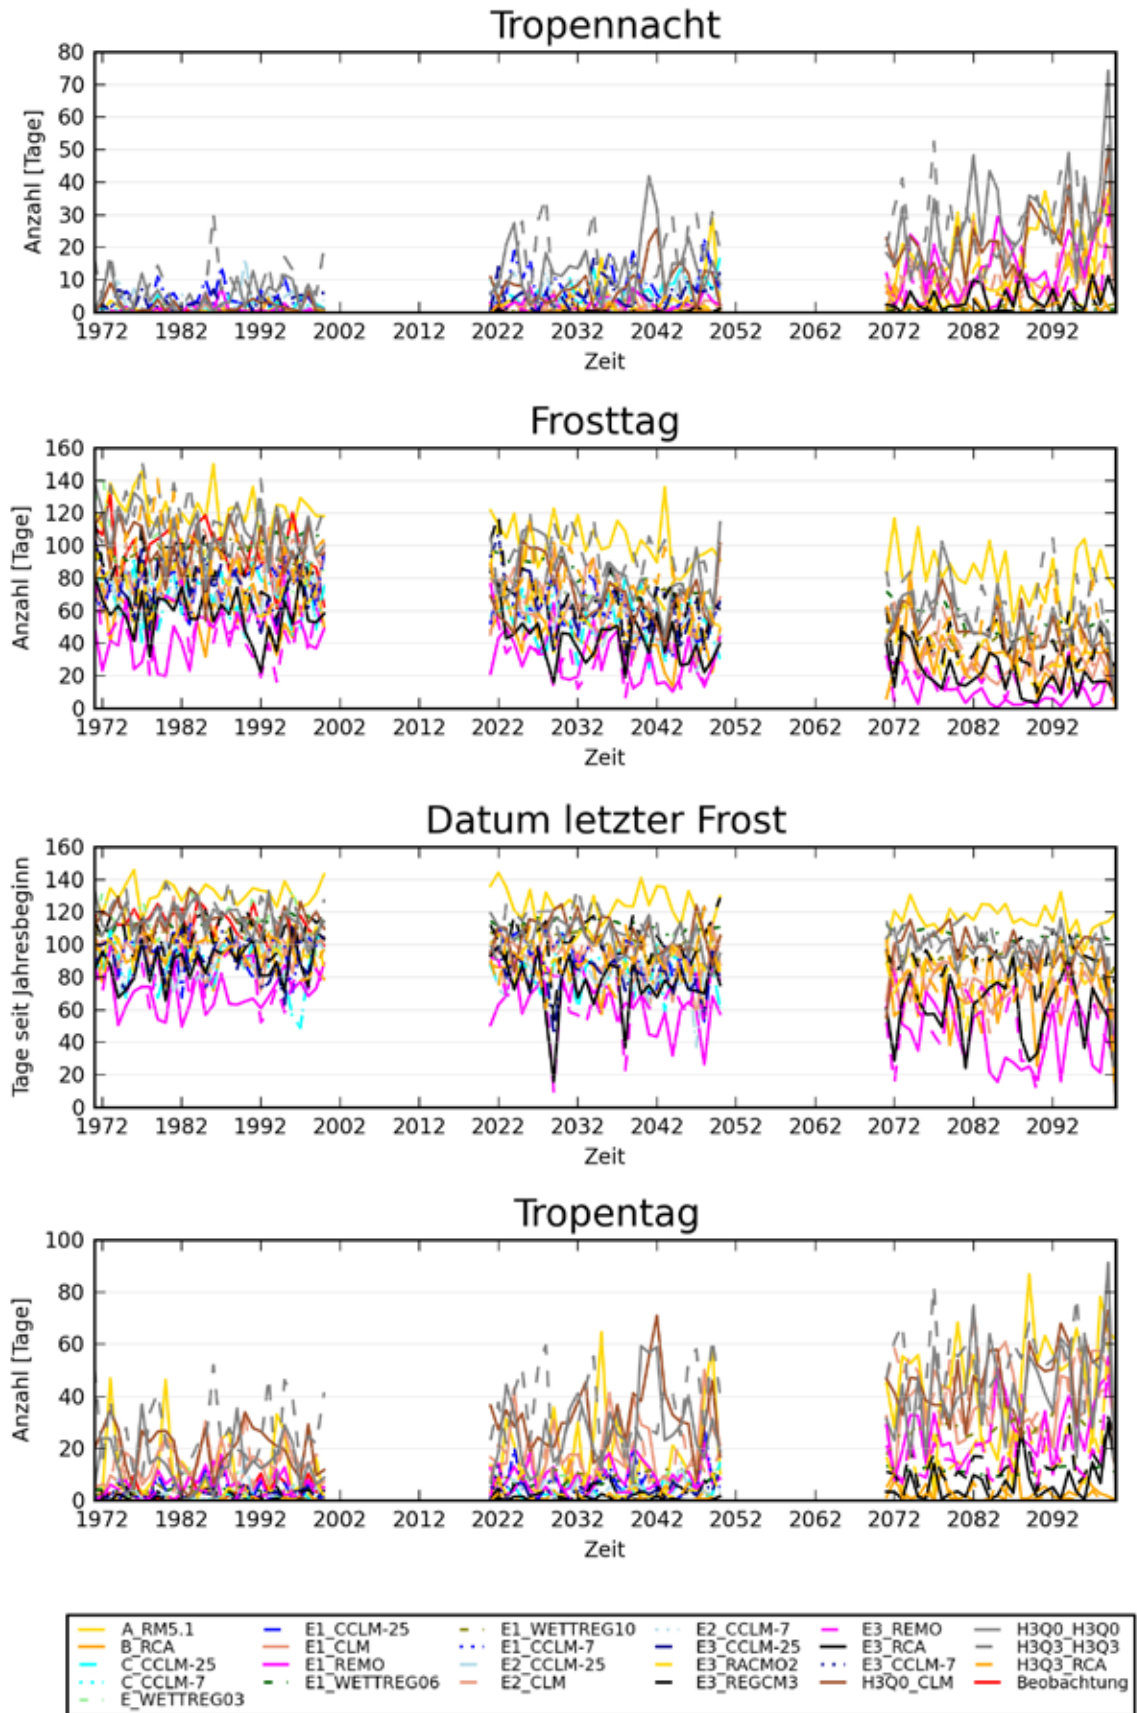 Tropennacht
80
70
60
50
40
30
20
10
0
Anzahl [Tage]
1972 1982 1992 2002 2012 2022 2032 2042 2052 2062 2072 2082 2092
Zeit
Frosttag
160
140
120
100
80
60
40
20
0
Anzahl [Tage]
1972 1982 1992 2002 2012 2022 2032 2042 2052 2062 2072 2082 2092
Zeit
Datum letzter Frost
160
140
120
100
80
60
40
20
0
Tage seit Jahresbeginn
1972 1982 1992 2002 2012 2022 2032 2042 2052 2062 2072 2082 2092
Zeit
Tropentag
100
80
60
40
20
0
Anzahl [Tage]
1972 1982 1992 2002 2012 2022 2032 2042 2052 2062 2072 2082 2092
Zeit
A_RM5.1 E1_CCLM-25 E1_WETTREG10 E2_CCLM-7 E3_REMO H3Q0_H3Q0
B_RCA E1_CLM E1_CCLM-7 E3_CCLM-25 E3_RCA H3Q3_H3Q3
C_CCLM-25 E1_REMO E2_CCLM-25 E3_RACMO2 E3_CCLM-7 H3Q3_RCA
C_CCLM-7 E1_WETTREG06 E2_CLM E3_REGCM3 H3Q0_CLM Beobachtung
E_WETTREG03